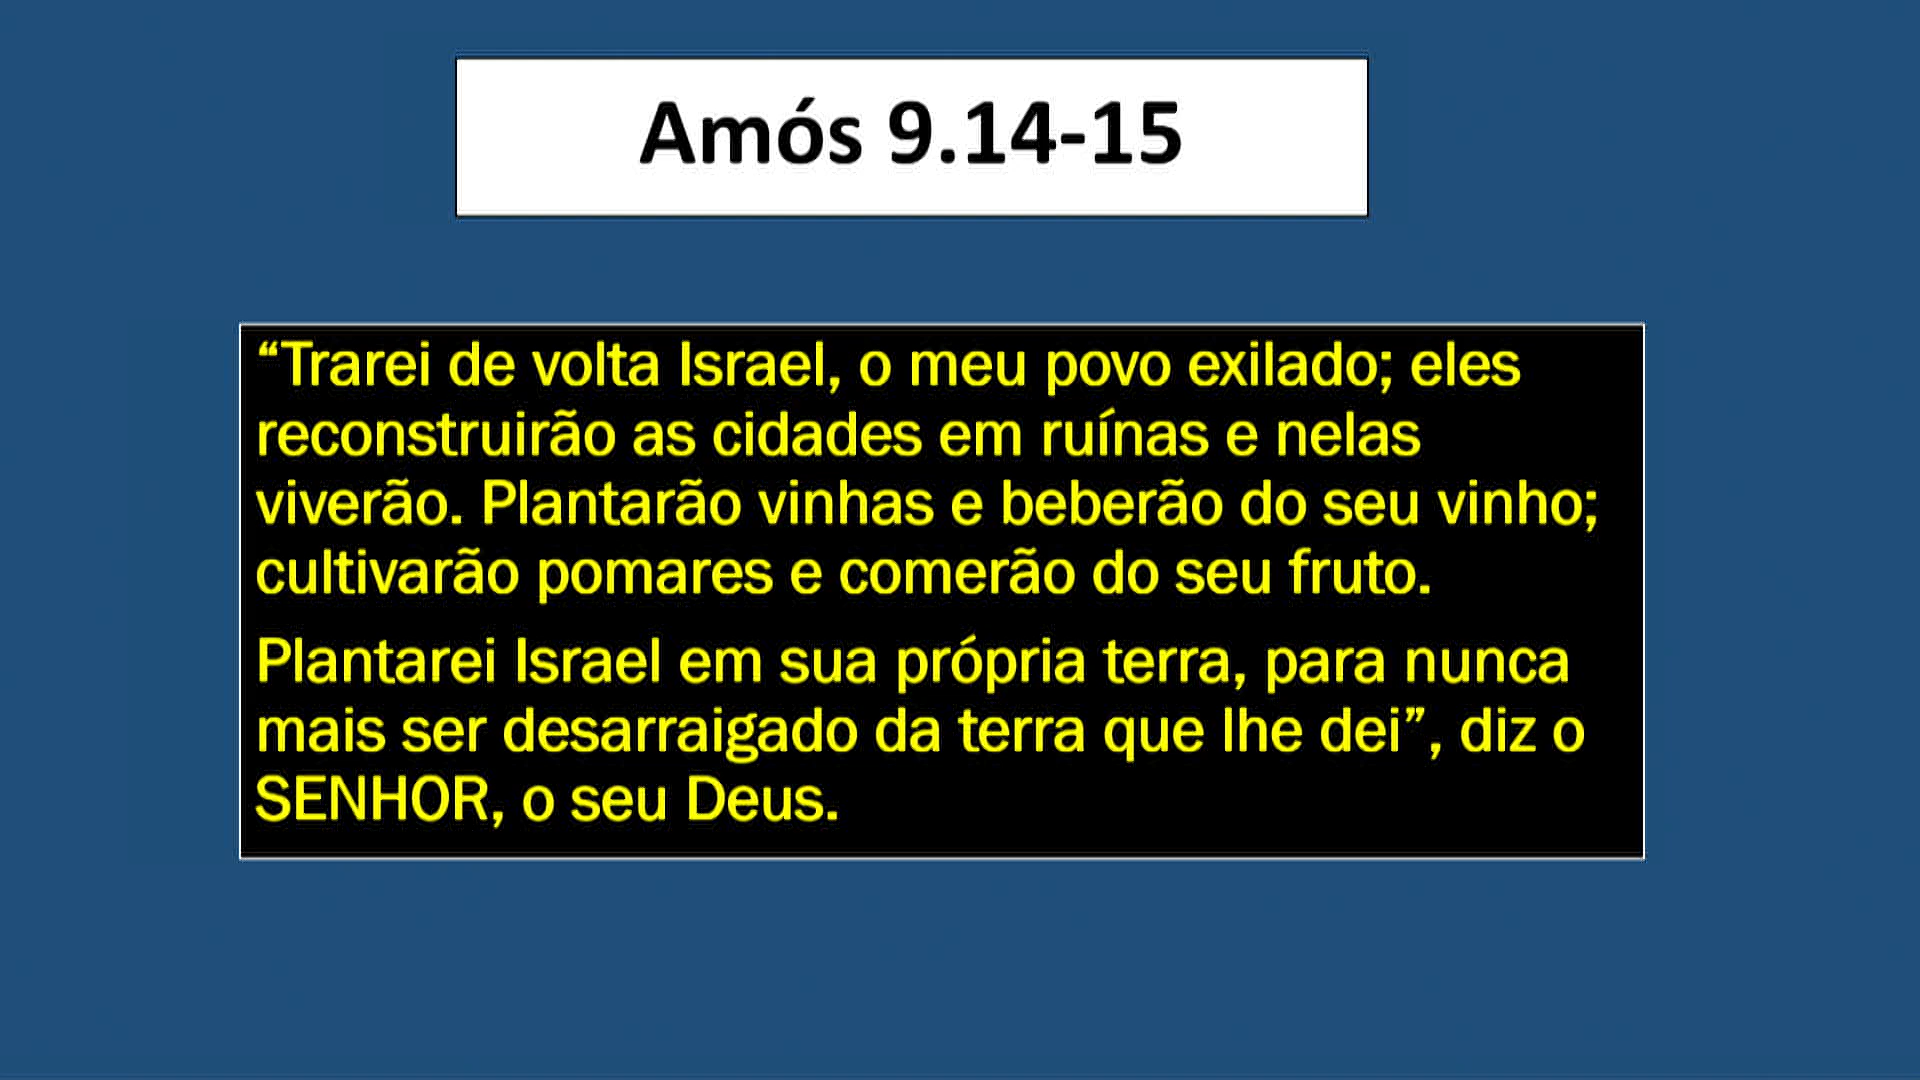 Amós 9.14-15
“Trarei de volta Israel, o meu povo exilado; eles
reconstruirão as cidades em ruínas e nelas
viverão. Plantarão vinhas e beberão do seu vinho;
cultivarão pomares e comerão do seu fruto.
Plantarei Israel em sua própria terra, para nunca
mais ser desarraigado da terra que lhe dei”, diz o
SENHOR, o seu Deus.